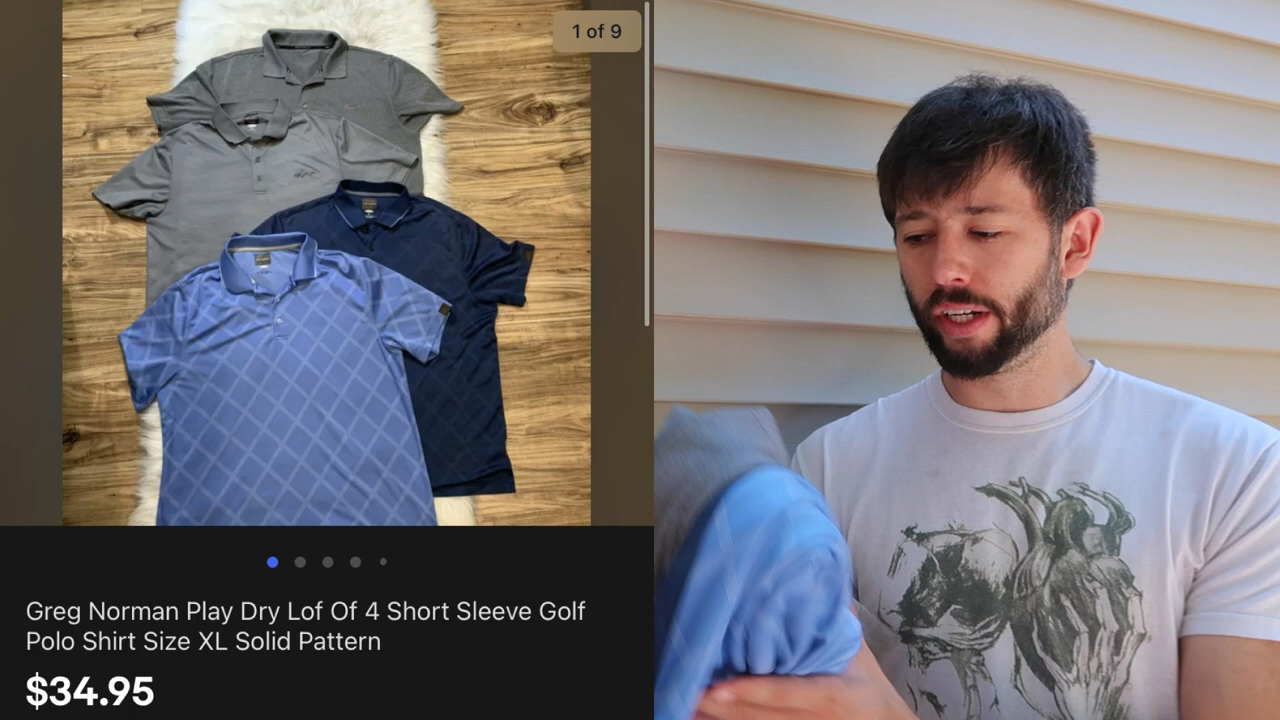 1 of 9
Greg Norman Play Dry Lof Of 4 Short Sleeve Golf
Polo Shirt Size XL Solid Pattern
$34.95